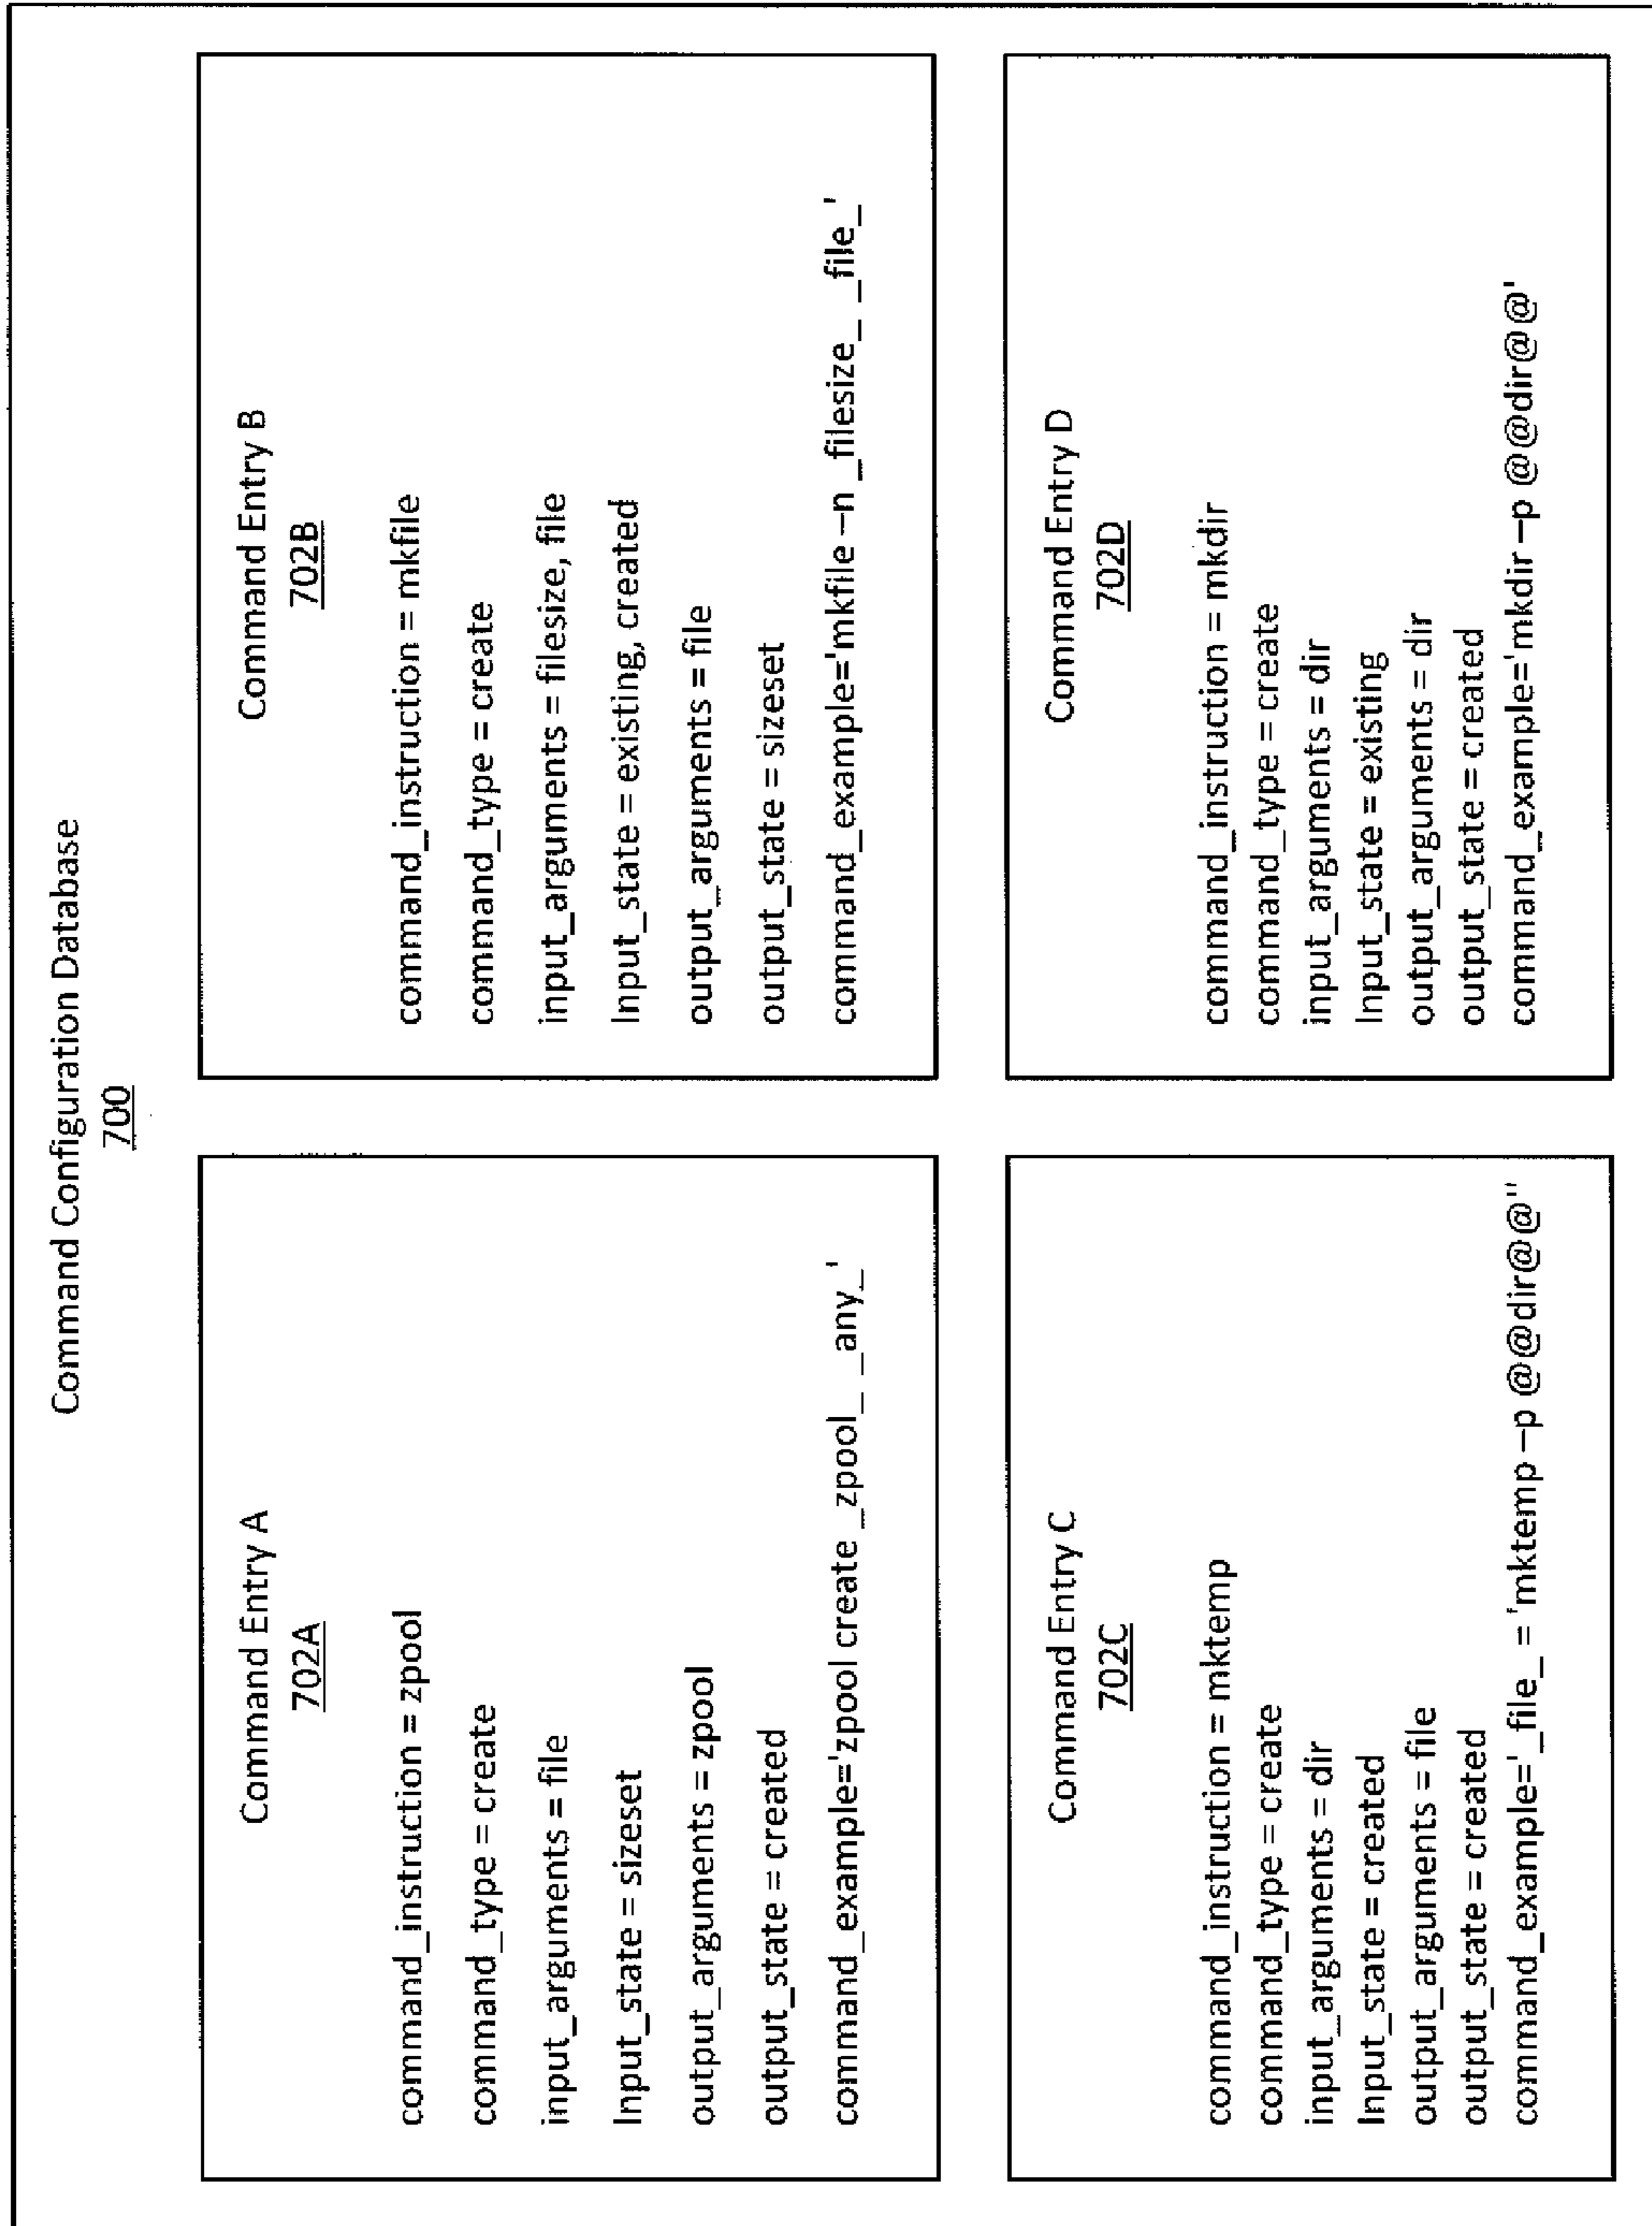 Command Configuration Database
700
Command Entry A
702A
command_instruction = zpool
command_type = create
input_arguments = file
Input_state = sizeset
output_arguments = zpool
output_state = created
command_example='zpool create _zpool_ _any_'
Command Entry B
702B
command_instruction = mkfile
command_type = create
input_arguments = filesize, file
Input_state = existing, created
output_arguments = file
output_state = sizeset
command_example='mkfile –n _filesize_ _file_'
Command Entry C
702C
command_instruction = mktemp
command_type = create
input_arguments = dir
Input_state = created
output_arguments = file
output_state = created
command_example='_file_ = 'mktemp –p @@dir@@''
Command Entry D
702D
command_instruction = mkdir
command_type = create
input_arguments = dir
Input_state = existing
output_arguments = dir
output_state = created
command_example='mkdir –p @@dir@@'